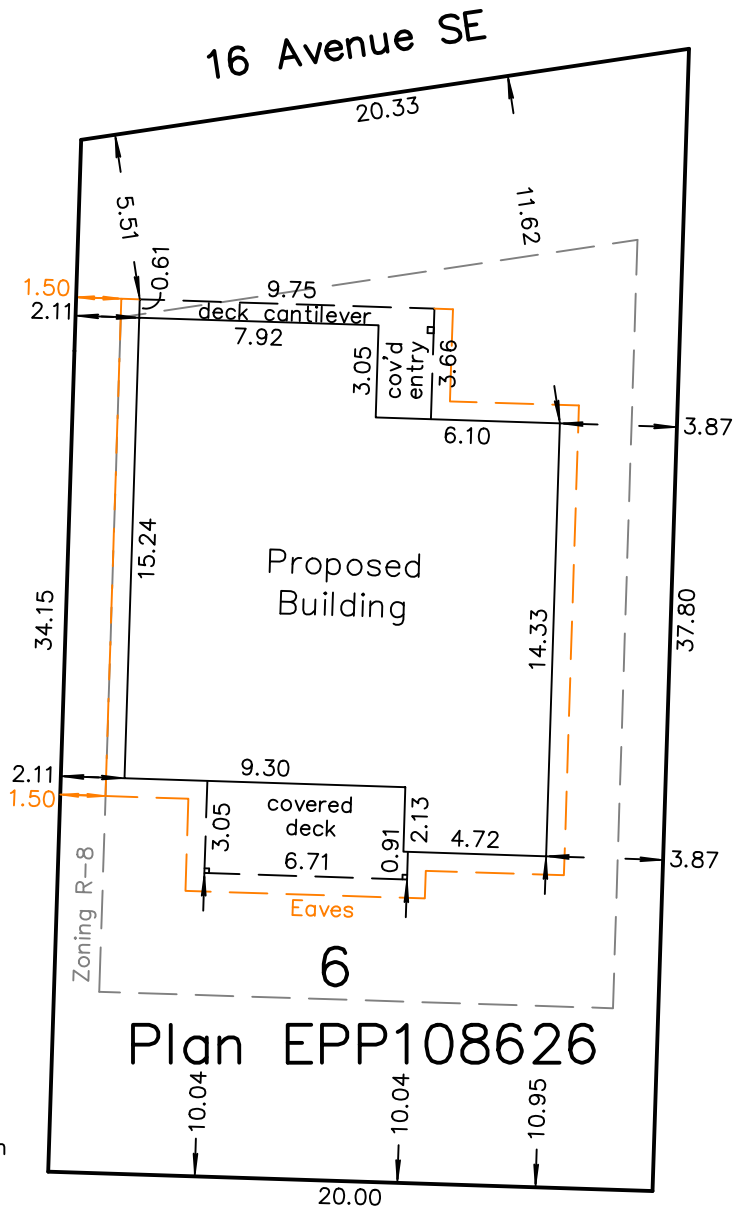 16 Avenue SE
20.33
5.51
11.62
0.61
1.50
9.75
2.11
deck cantilever
7.92
3.05
cov'd
entry
3.66
6.10
3.87
15.24
Proposed
Building
34.15
14.33
37.80
9.30
2.11
1.50
covered
deck
3.05
2.13
0.91
6.71
4.72
3.87
Eaves
Zoning R-8
6
Plan EPP108626
10.04
10.04
10.95
n
20.00